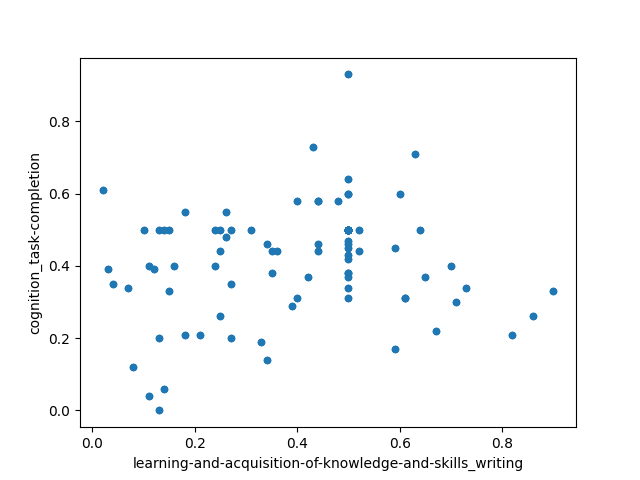 0.8
0.6
0.4
0.2
0.0
cognition_task-completion
0.0 0.2 0.4 0.6 0.8
learning-and-acquisition-of-knowledge-and-skills_writing